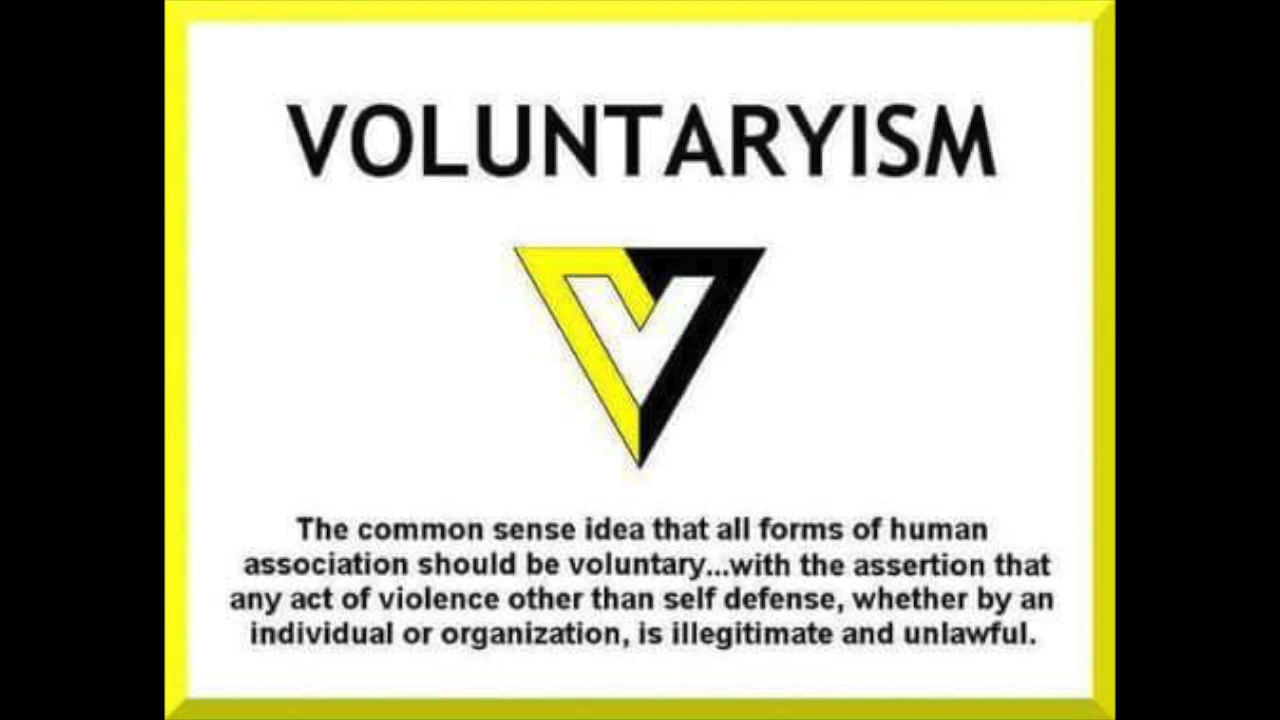 VOLUNTARYISM
The common sense idea that all forms of human
association should be voluntary...with the assertion that
any act of violence other than self defense, whether by an
individual or organization, is illegitimate and unlawful.